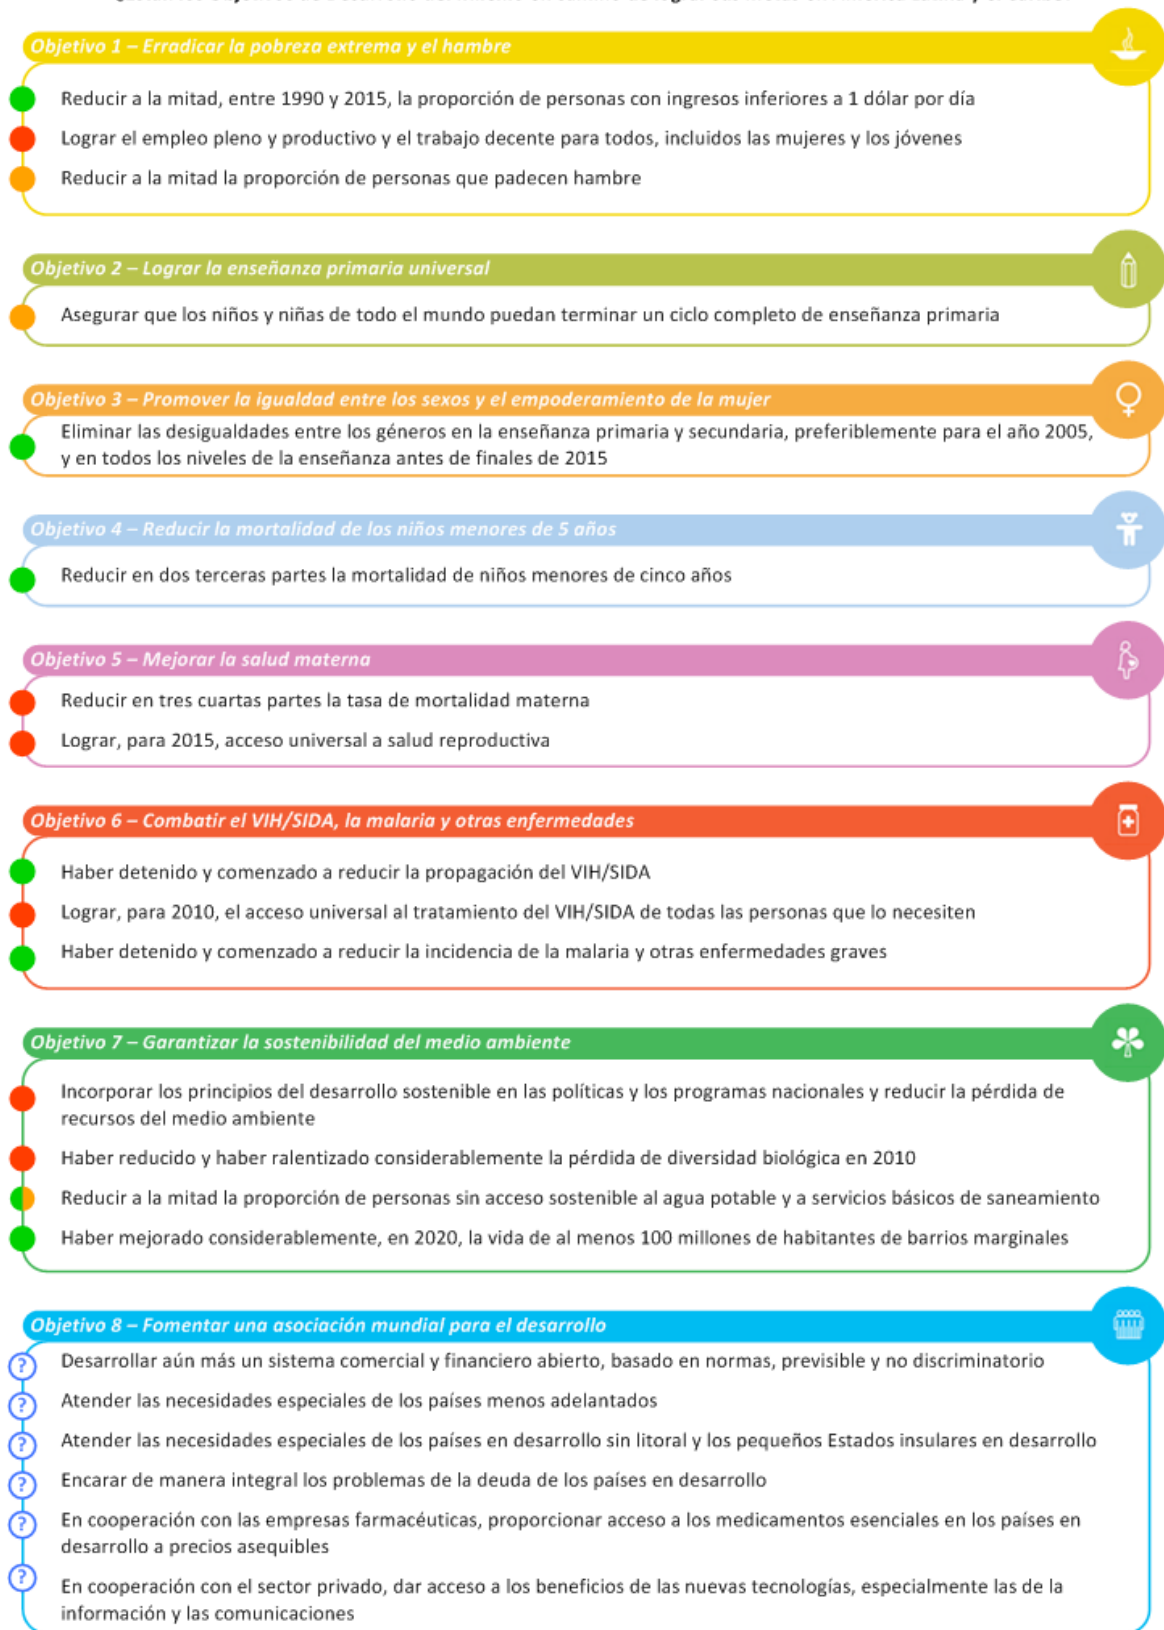 Objetivo 1 – Erradicar la pobreza extrema y el hambre
Reducir a la mitad, entre 1990 y 2015, la proporción de personas con ingresos inferiores a 1 dólar por día
Lograr el empleo pleno y productivo y el trabajo decente para todos, incluidos las mujeres y los jóvenes
Reducir a la mitad la proporción de personas que padecen hambre
Objetivo 2 – Lograr la enseñanza primaria universal
Asegurar que los niños y niñas de todo el mundo puedan terminar un ciclo completo de enseñanza primaria
Objetivo 3 – Promover la igualdad entre los sexos y el empoderamiento de la mujer
Eliminar las desigualdades entre los géneros en la enseñanza primaria y secundaria, preferiblemente para el año 2005,
y en todos los niveles de la enseñanza antes de finales de 2015
Objetivo 4 – Reducir la mortalidad de los niños menores de 5 años
Reducir en dos terceras partes la mortalidad de niños menores de cinco años
Objetivo 5 – Mejorar la salud materna
Reducir en tres cuartas partes la tasa de mortalidad materna
Lograr, para 2015, acceso universal a salud reproductiva
Objetivo 6 – Combatir el VIH/SIDA, la malaria y otras enfermedades
Haber detenido y comenzado a reducir la propagación del VIH/SIDA
Lograr, para 2010, el acceso universal al tratamiento del VIH/SIDA de todas las personas que lo necesiten
Haber detenido y comenzado a reducir la incidencia de la malaria y otras enfermedades graves
Objetivo 7 – Garantizar la sostenibilidad del medio ambiente
Incorporar los principios del desarrollo sostenible en las políticas y los programas nacionales y reducir la pérdida de
recursos del medio ambiente
Haber reducido y haber ralentizado considerablemente la pérdida de diversidad biológica en 2010
Reducir a la mitad la proporción de personas sin acceso sostenible al agua potable y a servicios básicos de saneamiento
Haber mejorado considerablemente, en 2020, la vida de al menos 100 millones de habitantes de barrios marginales
Objetivo 8 – Fomentar una asociación mundial para el desarrollo
? Desarrollar aún más un sistema comercial y financiero abierto, basado en normas, previsible y no discriminatorio
? Atender las necesidades especiales de los países menos adelantados
? Atender las necesidades especiales de los países en desarrollo sin litoral y los pequeños Estados insulares en desarrollo
? Encarar de manera integral los problemas de la deuda de los países en desarrollo
? En cooperación con las empresas farmacéuticas, proporcionar acceso a los medicamentos esenciales en los países en
desarrollo a precios asequibles
? En cooperación con el sector privado, dar acceso a los beneficios de las nuevas tecnologías, especialmente las de la
información y las comunicaciones